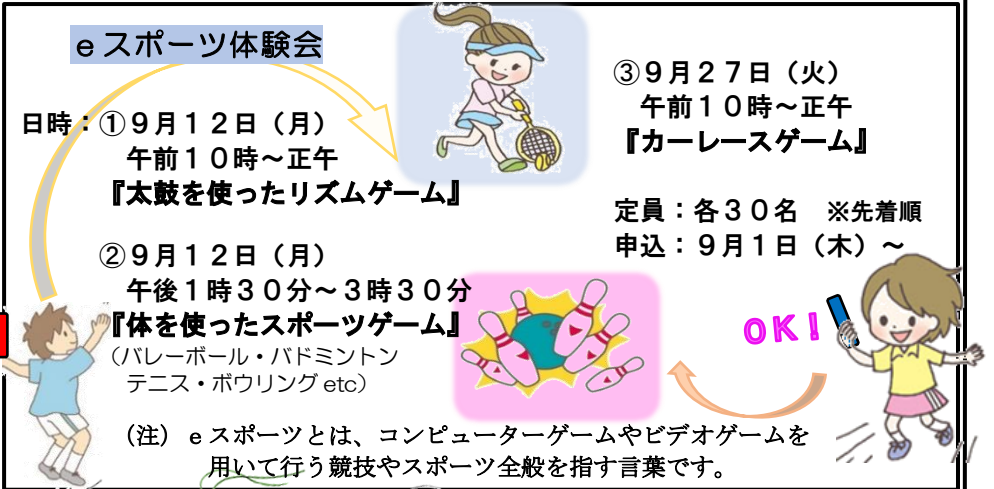 eスポーツ体験会
日時：①９月１２日（月）
午前１０時～正午
『太鼓を使ったリズムゲーム』
②９月１２日（月）
午後１時３０分～３時３０分
『体を使ったスポーツゲーム』
（バレーボール・バドミントン
テニス・ボウリング etc）
③９月２７日（火）
午前１０時～正午
『カーレースゲーム』
定員：各３０名　※先着順
申込：９月１日（木）～
OK！
（注）ｅスポーツとは、コンピューターゲームやビデオゲームを
用いて行う競技やスポーツ全般を指す言葉です。